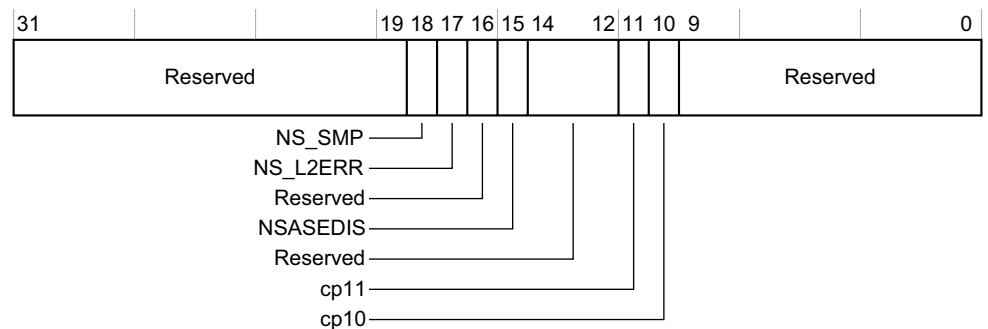 31 19 18 17 16 15 14 12 11 10 9 0
Reserved Reserved
NS_SMP
NS_L2ERR
Reserved
NSASEDIS
Reserved
cp11
cp10